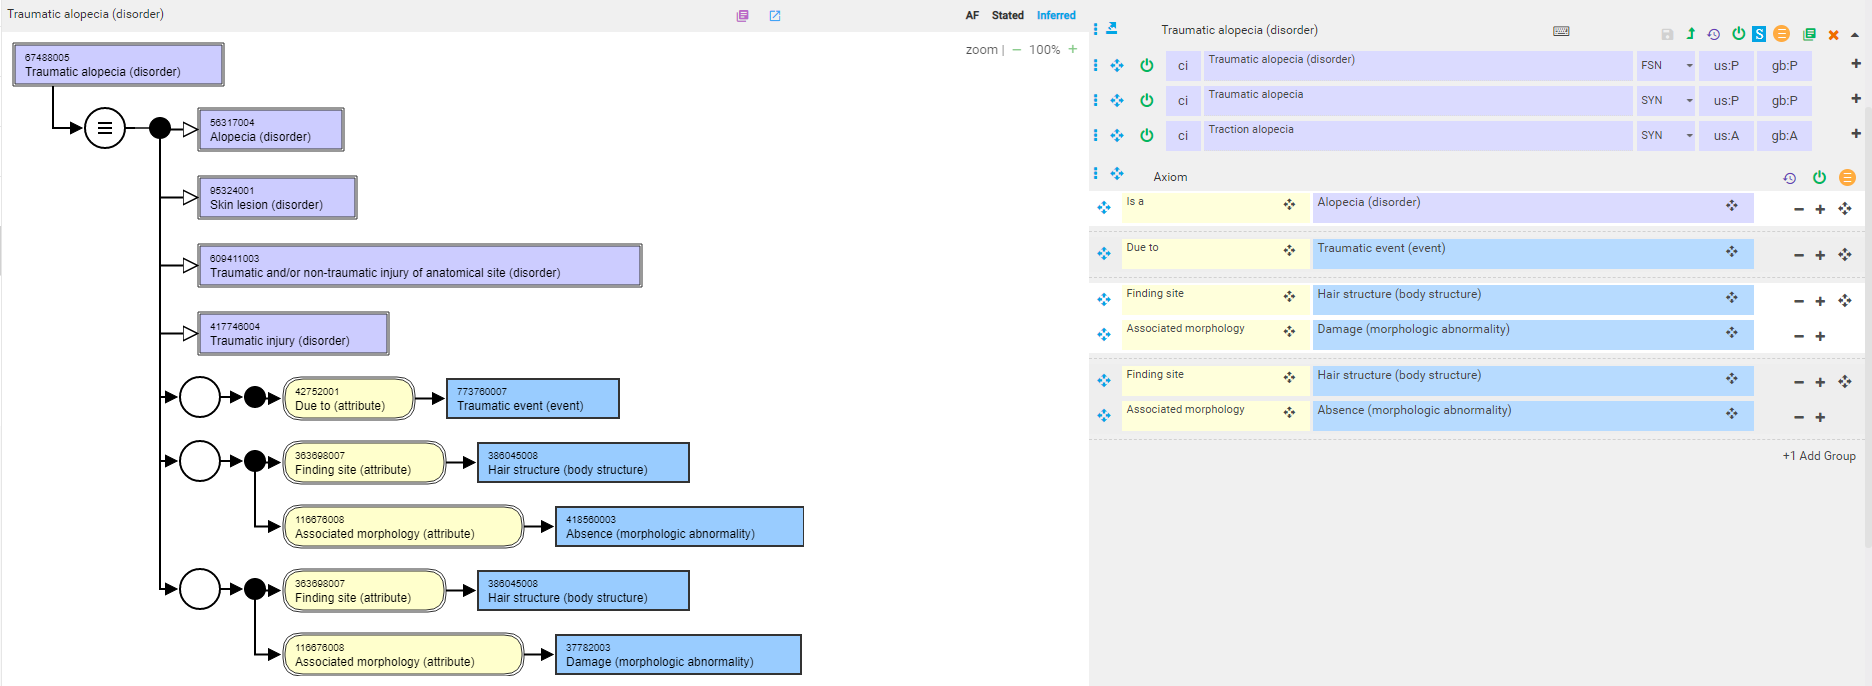 Traumatic alopecia (disorder)
AF Stated Inferred
zoom | − 100% +
67488005
Traumatic alopecia (disorder)
56317004
Alopecia (disorder)
95324001
Skin lesion (disorder)
609411003
Traumatic and/or non-traumatic injury of anatomical site (disorder)
417746004
Traumatic injury (disorder)
42752001
Due to (attribute)
773760007
Traumatic event (event)
363698007
Finding site (attribute)
386045008
Hair structure (body structure)
116676008
Associated morphology (attribute)
418560003
Absence (morphologic abnormality)
363698007
Finding site (attribute)
386045008
Hair structure (body structure)
116676008
Associated morphology (attribute)
37782003
Damage (morphologic abnormality)
Traumatic alopecia (disorder)
S
ci Traumatic alopecia (disorder) FSN us:P gb:P +
ci Traumatic alopecia SYN us:P gb:P +
ci Traction alopecia SYN us:A gb:A +
Axiom
Is a Alopecia (disorder) − +
Due to Traumatic event (event) − +
Finding site Hair structure (body structure) − +
Associated morphology Damage (morphologic abnormality) − +
Finding site Hair structure (body structure) − +
Associated morphology Absence (morphologic abnormality) − +
+1 Add Group